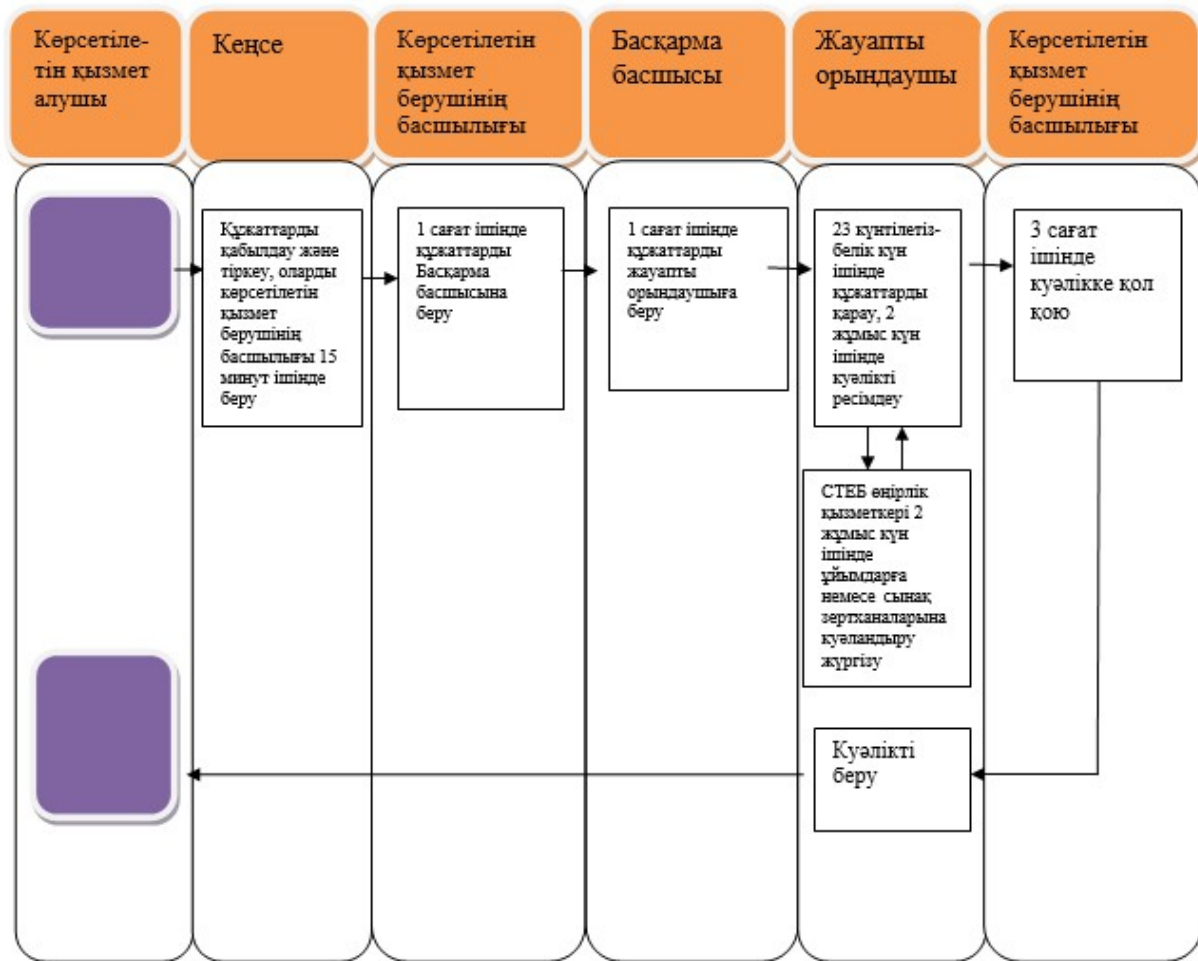 Көрсетіле-
тін қызмет
алушы
Кеңсе
Көрсетілетін
қызмет
берушінің
басшылығы
Басқарма
басшысы
Жауапты
орындаушы
Көрсетілетін
қызмет
берушінің
басшылығы
Құжаттарды
қабылдау және
тіркеу, оларды
көрсетілетін
қызмет
берушінің
басшылығы 15
минут ішінде
беру
1 сағат ішінде
құжаттарды
Басқарма
басшысына
беру
1 сағат ішінде
құжаттарды
жауапты
орындаушыға
беру
23 күнтілетіз-
белік күн
ішінде
құжаттарды
қарау, 2
жұмыс күн
ішінде
куәлікті
ресімдеу
3 сағат
ішінде
куәлікке қол
қою
СТЕБ өңірлік
қызметкері 2
жұмыс күн
ішінде
ұйымдарға
немесе сынақ
зертханаларына
куәландыру
жүргізу
Куәлікті
беру